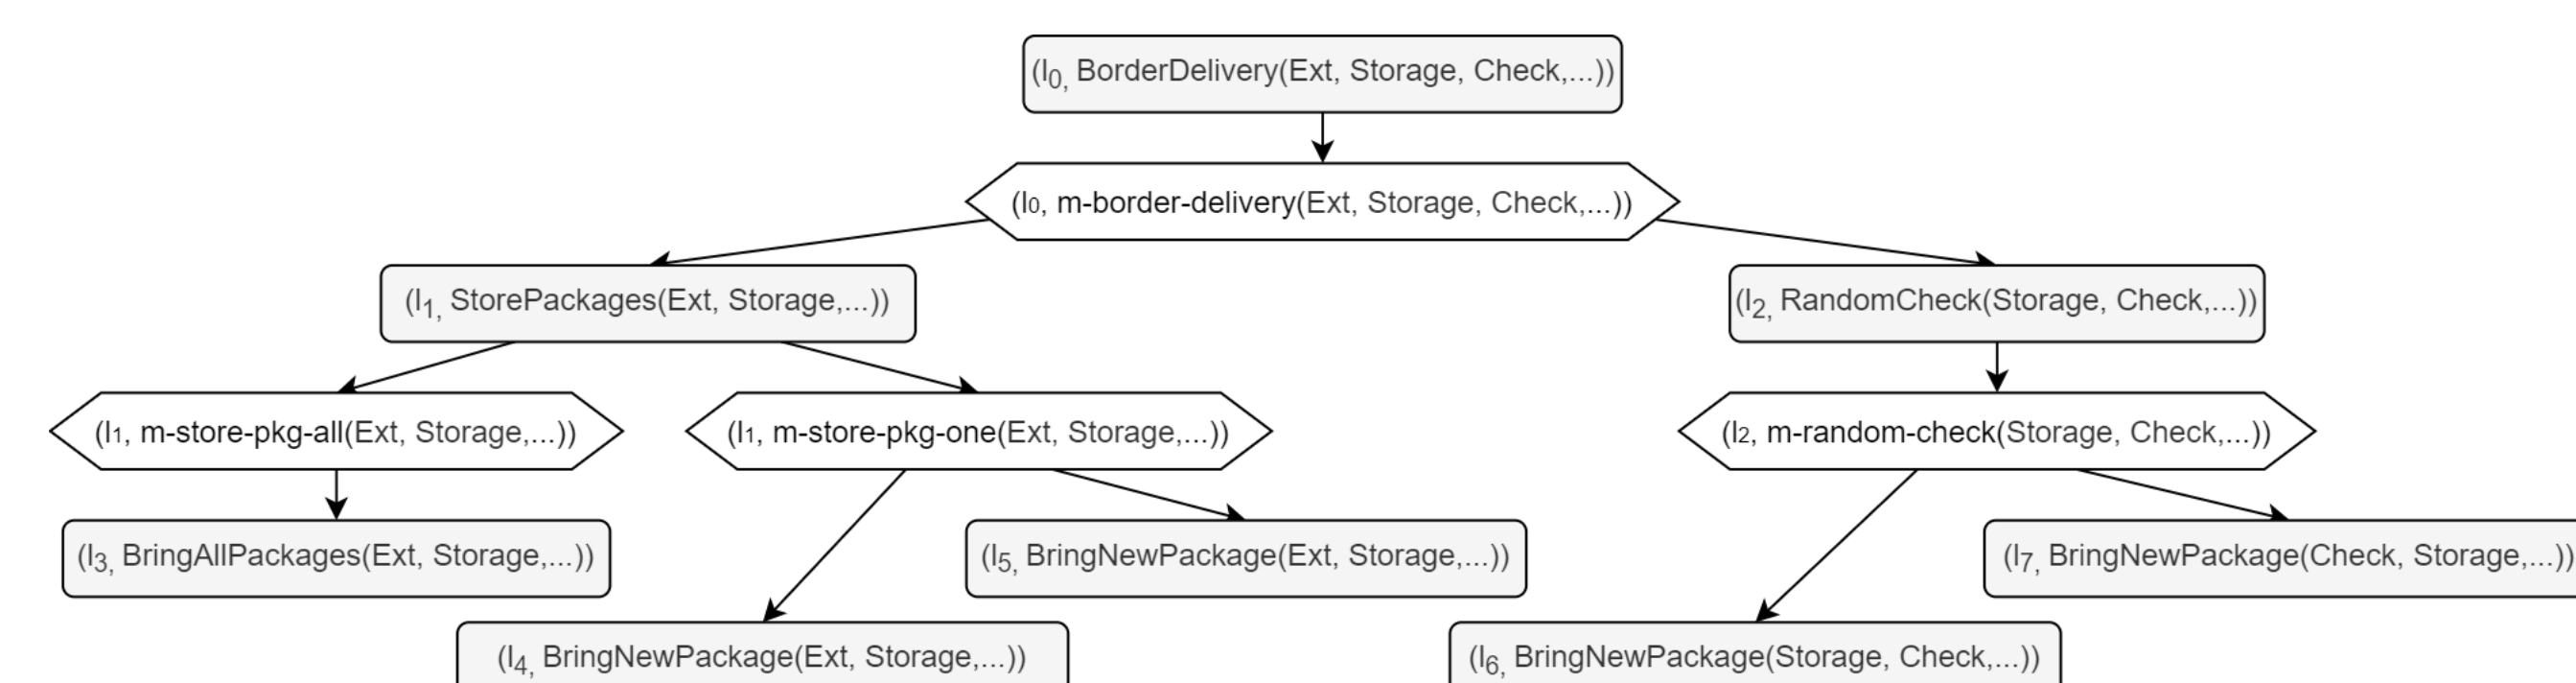 (l0, BorderDelivery(Ext, Storage, Check,...))
(l0, m-border-delivery(Ext, Storage, Check,...))
(l1, StorePackages(Ext, Storage,...))
(l2, RandomCheck(Storage, Check,...))
(l1, m-store-pkg-all(Ext, Storage,...))
(l1, m-store-pkg-one(Ext, Storage,...))
(l2, m-random-check(Storage, Check,...))
(l3, BringAllPackages(Ext, Storage,...))
(l5, BringNewPackage(Ext, Storage,...))
(l7, BringNewPackage(Check, Storage,...))
(l4, BringNewPackage(Ext, Storage,...))
(l6, BringNewPackage(Storage, Check,...))